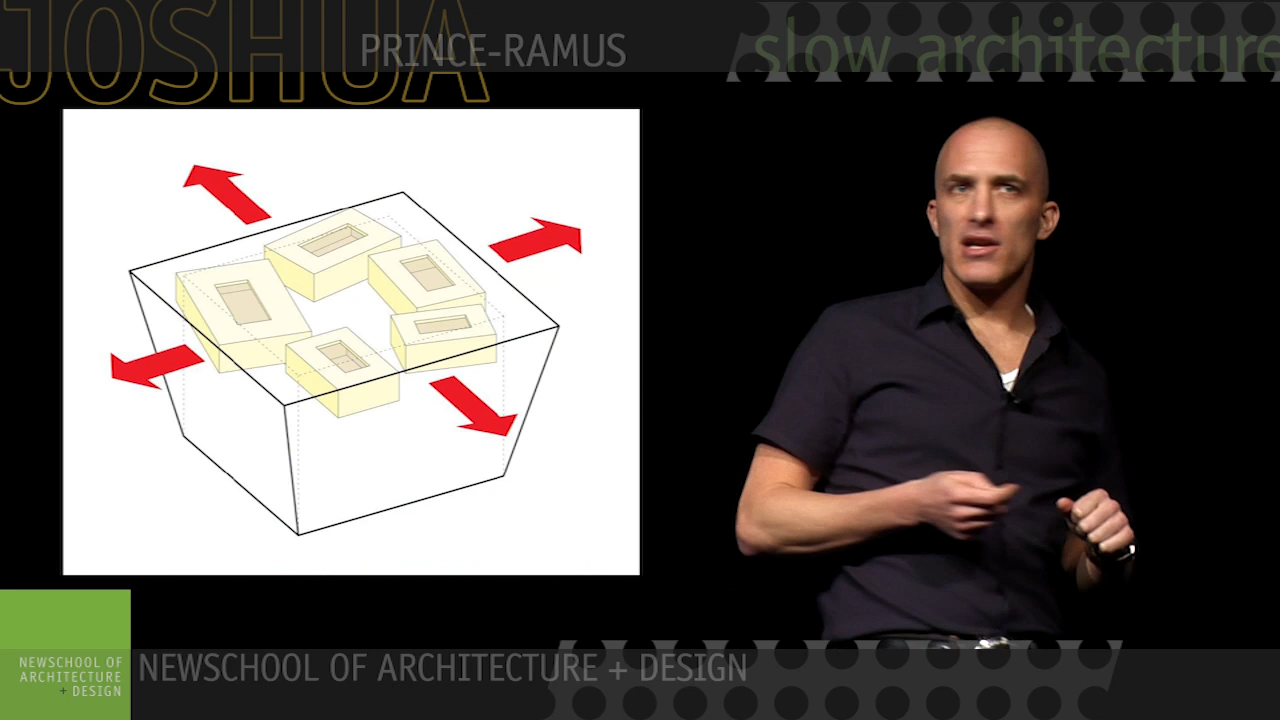 JOSHUA
PRINCE-RAMUS
slow architecture
NEWSCHOOL OF
ARCHITECTURE
+ DESIGN
NEWSCHOOL OF ARCHITECTURE + DESIGN